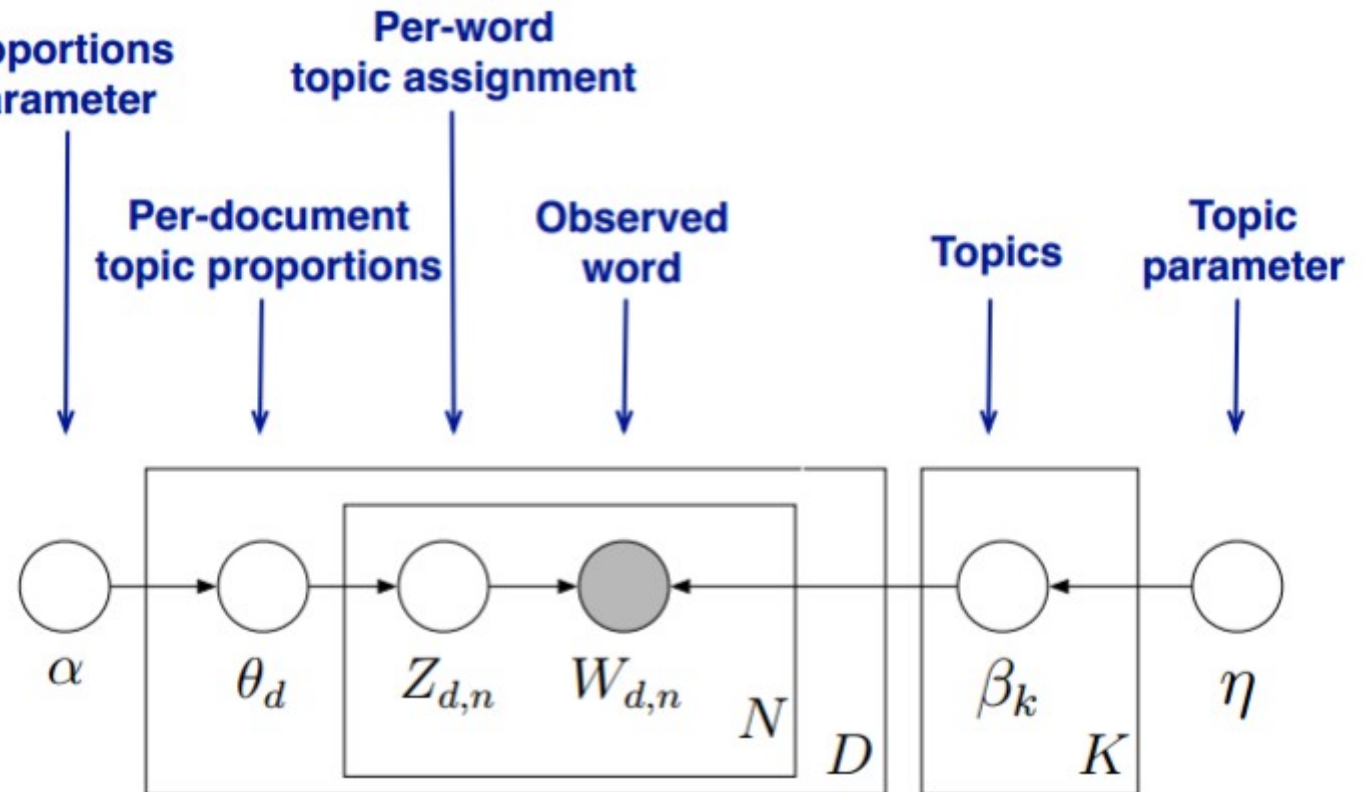 Per-word
topic assignment
Per-document
topic proportions
Observed
word
Topics
Topic
parameter
α
θ_d
Z_{d,n}
W_{d,n}
N
D
β_k
K
η